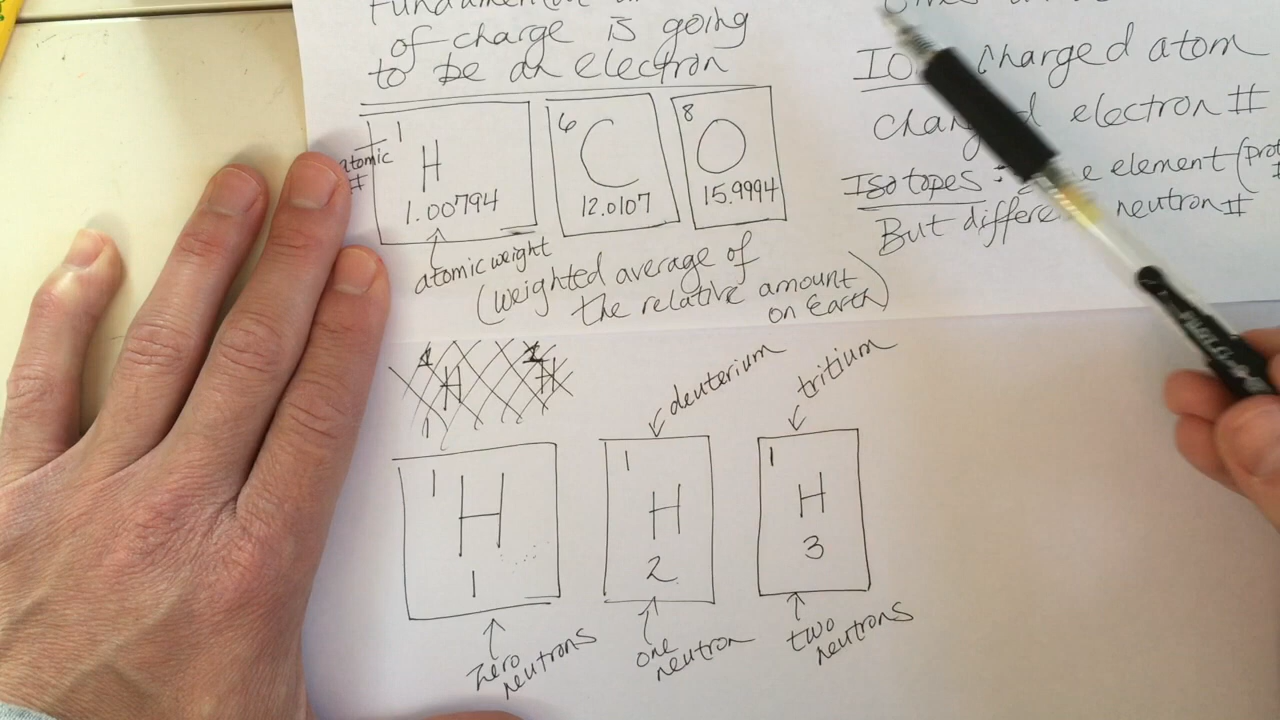 of charge is going
to be an electron
1
H
1.00794
atomic
#
6
C
12.0107
8
O
15.9994
atomic weight
(weighted average of
the relative amount
on Earth)
Charged atom
electron #
Isotopes: element
But neutron #
deuterium
tritium
1
H
1
1
H
2
1
H
3
zero
neutrons
one
neutron
two
neutrons